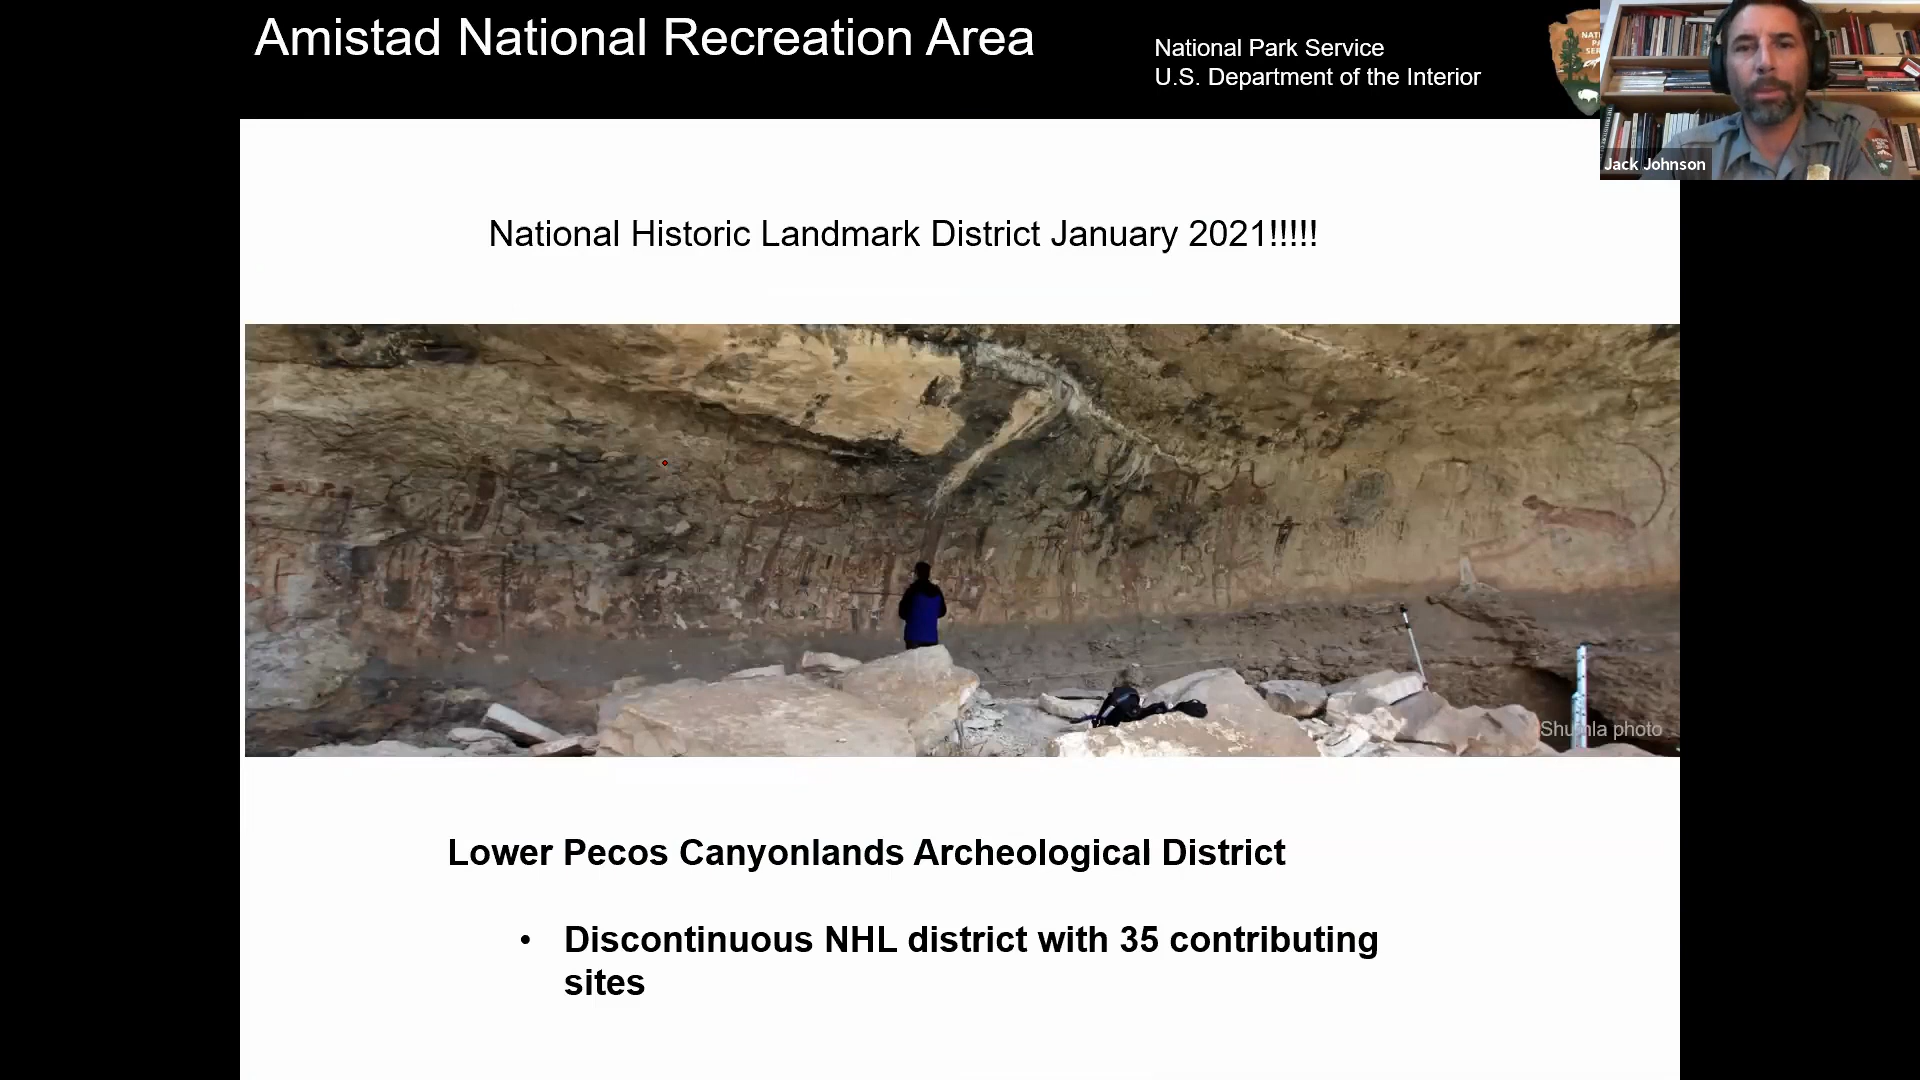 Amistad National Recreation Area
National Park Service
U.S. Department of the Interior
Jack Johnson
National Historic Landmark District January 2021!!!!!
Shumla photo
Lower Pecos Canyonlands Archeological District
• Discontinuous NHL district with 35 contributing
sites